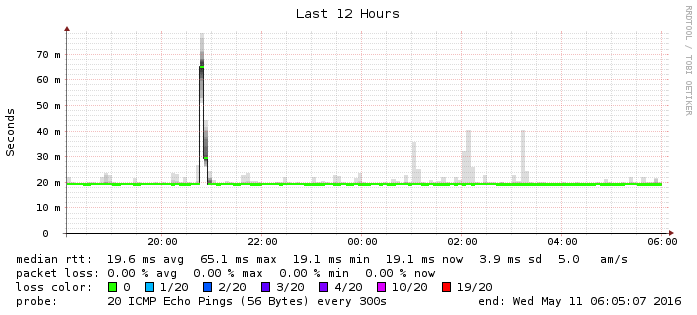 Last 12 Hours
RRDTOOL / TOBI OETIKER
Seconds
70 m
60 m
50 m
40 m
30 m
20 m
10 m
0
20:00 22:00 00:00 02:00 04:00 06:00
median rtt: 19.6 ms avg 65.1 ms max 19.1 ms min 19.1 ms now 3.9 ms sd 5.0 am/s
packet loss: 0.00 % avg 0.00 % max 0.00 % min 0.00 % now
loss color: 0 1/20 2/20 3/20 4/20 10/20 19/20
probe: 20 ICMP Echo Pings (56 Bytes) every 300s end: Wed May 11 06:05:07 2016